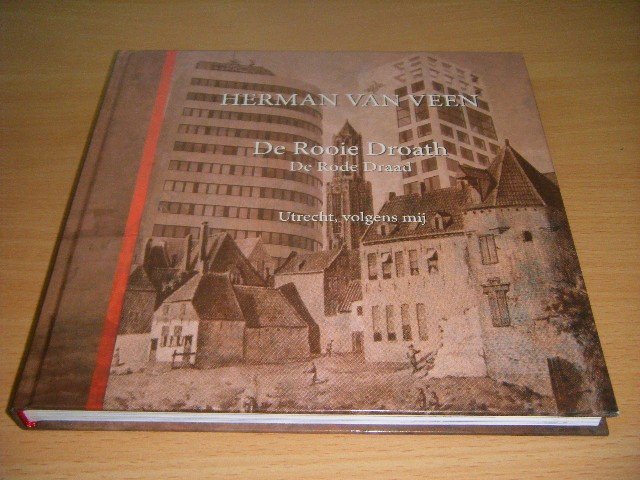 HERMAN VAN VEEN
De Rooie Droath
De Rode Draad
Utrecht, volgens mij